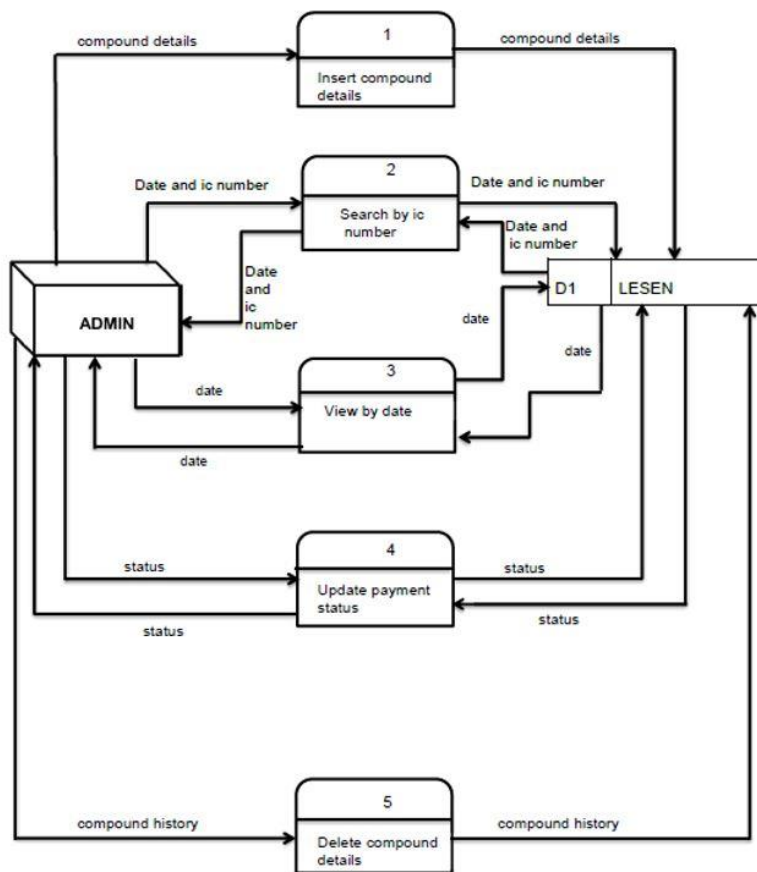 1
compound details
compound details
Insert compound
details
2
Date and ic number
Date and ic number
Search by ic
number
Date and
ic number
Date
and
ic
number
D1
LESEN
ADMIN
date
date
3
View by date
date
date
4
status
status
Update payment
status
status
status
5
compound history
compound history
Delete compound
details